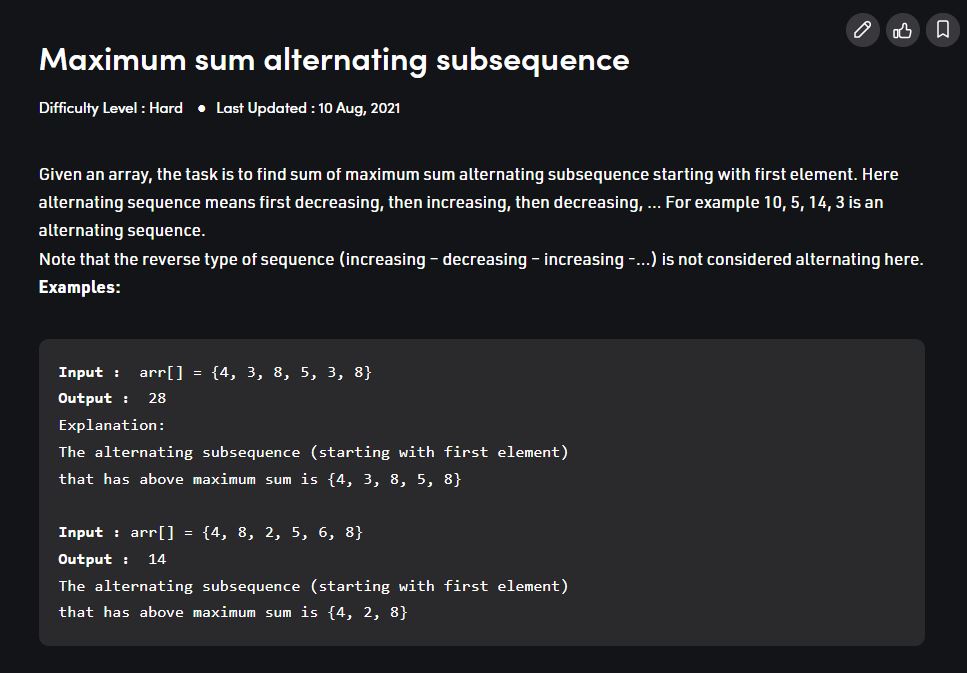 Maximum sum alternating subsequence
Difficulty Level : Hard ● Last Updated : 10 Aug, 2021
Given an array, the task is to find sum of maximum sum alternating subsequence starting with first element. Here
alternating sequence means first decreasing, then increasing, then decreasing, ... For example 10, 5, 14, 3 is an
alternating sequence.
Note that the reverse type of sequence (increasing – decreasing – increasing -...) is not considered alternating here.
Examples:
Input :  arr[] = {4, 3, 8, 5, 3, 8}
Output :  28
Explanation:
The alternating subsequence (starting with first element)
that has above maximum sum is {4, 3, 8, 5, 8}
Input : arr[] = {4, 8, 2, 5, 6, 8}
Output :  14
The alternating subsequence (starting with first element)
that has above maximum sum is {4, 2, 8}